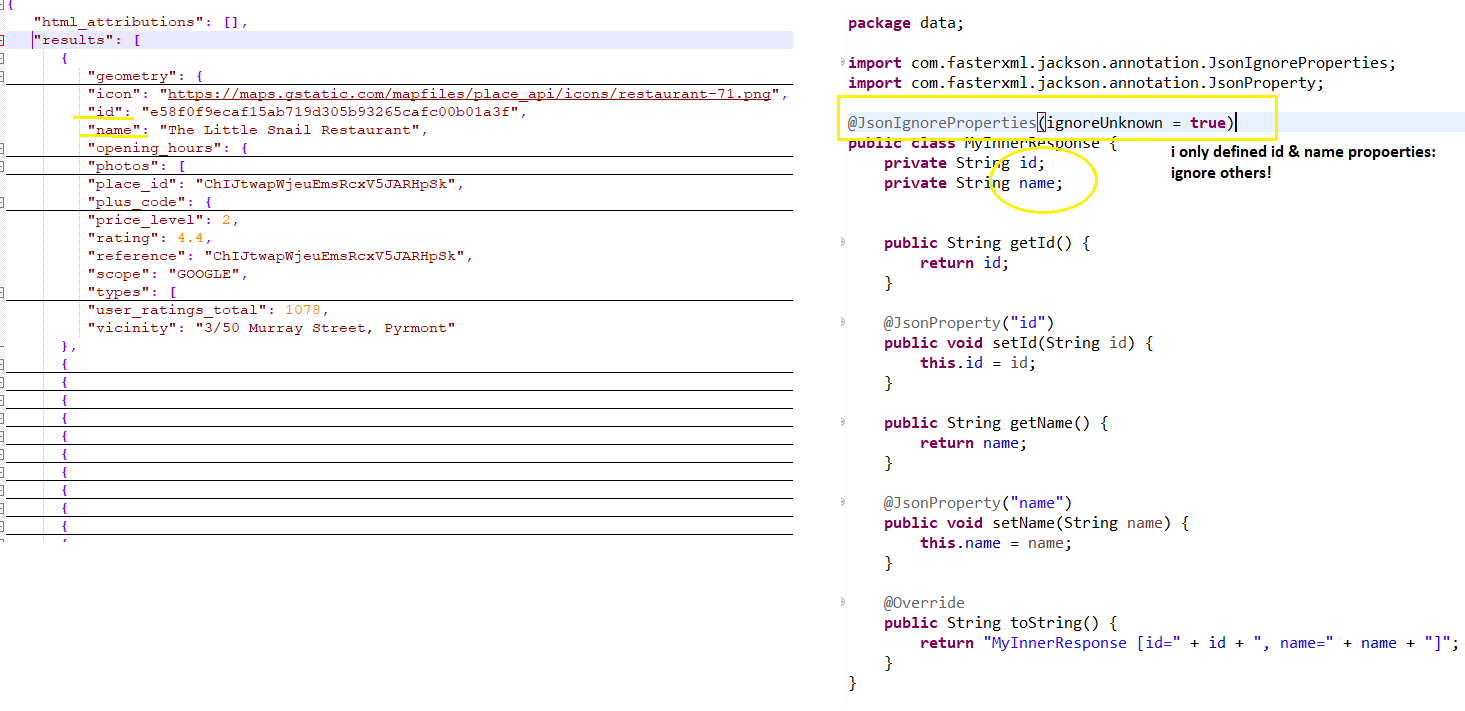 {
"html_attributions": [],
"results": [
{
"geometry": {
"icon": "https://maps.gstatic.com/mapfiles/place_api/icons/restaurant-71.png",
"id": "e58f0f9ecaf15ab719d305b93265cafc00b01a3f",
"name": "The Little Snail Restaurant",
"opening_hours": {
"photos": [
"place_id": "ChIJtwapWjeuEmsRcxV5JARHpSk",
"plus_code": {
"price_level": 2,
"rating": 4.4,
"reference": "ChIJtwapWjeuEmsRcxV5JARHpSk",
"scope": "GOOGLE",
"types": [
"user_ratings_total": 1078,
"vicinity": "3/50 Murray Street, Pyrmont"
},
{
{
{
{
{
{
{
{
{
{
package data;
import com.fasterxml.jackson.annotation.JsonIgnoreProperties;
import com.fasterxml.jackson.annotation.JsonProperty;
@JsonIgnoreProperties(ignoreUnknown = true)
public class MyInnerResponse {
private String id;
private String name;
i only defined id & name propoerties:
ignore others!
public String getId() {
return id;
}
@JsonProperty("id")
public void setId(String id) {
this.id = id;
}
public String getName() {
return name;
}
@JsonProperty("name")
public void setName(String name) {
this.name = name;
}
@Override
public String toString() {
return "MyInnerResponse [id=" + id + ", name=" + name + "]";
}
}